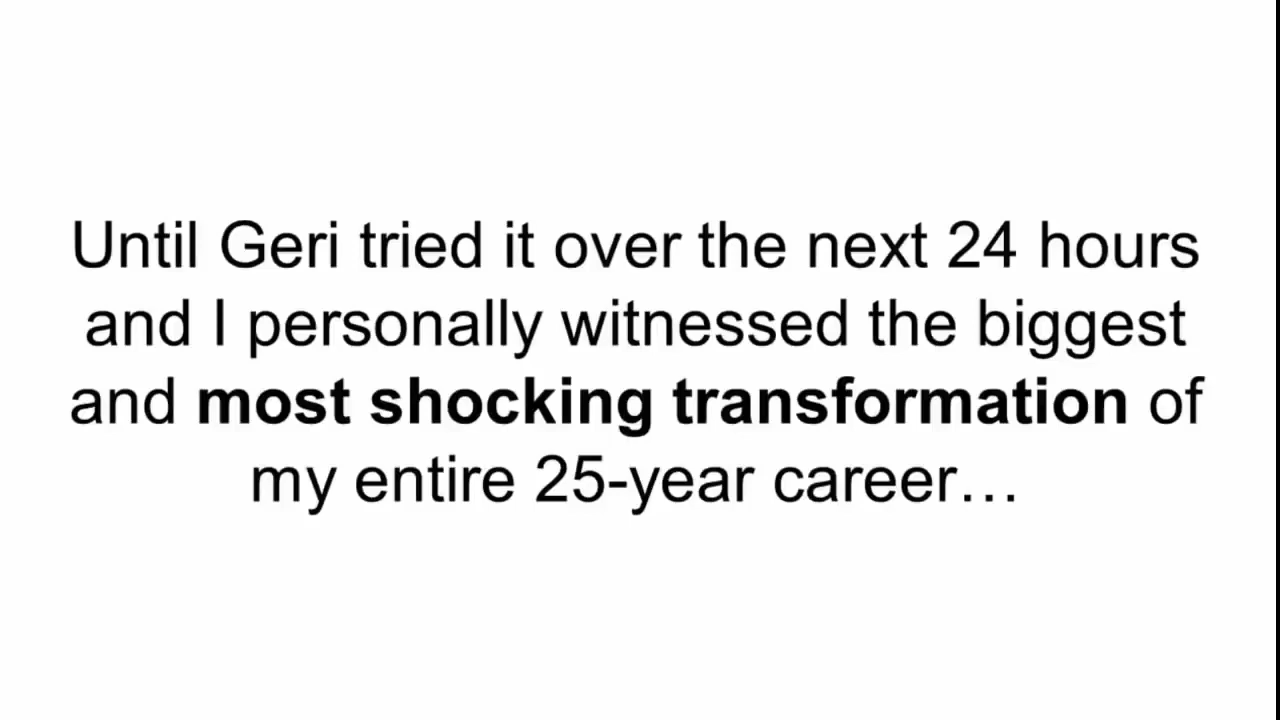 Until Geri tried it over the next 24 hours
and I personally witnessed the biggest
and most shocking transformation of
my entire 25-year career…